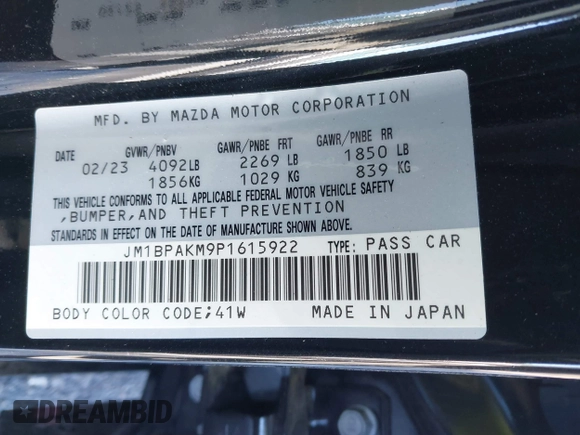 MFD. BY MAZDA MOTOR CORPORATION
DATE GVWR/PNBV GAWR/PNBE FRT GAWR/PNBE RR
02/23 4092LB 2269 LB 1850 LB
1856KG 1029 KG 839 KG
THIS VEHICLE CONFORMS TO ALL APPLICABLE FEDERAL MOTOR VEHICLE SAFETY
,BUMPER,AND THEFT PREVENTION
STANDARDS IN EFFECT ON THE DATE OF MANUFACTURE SHOWN ABOVE.
JM1BPAKM9P1615922 TYPE: PASS CAR
BODY COLOR CODE;41W MADE IN JAPAN
DREAMBID